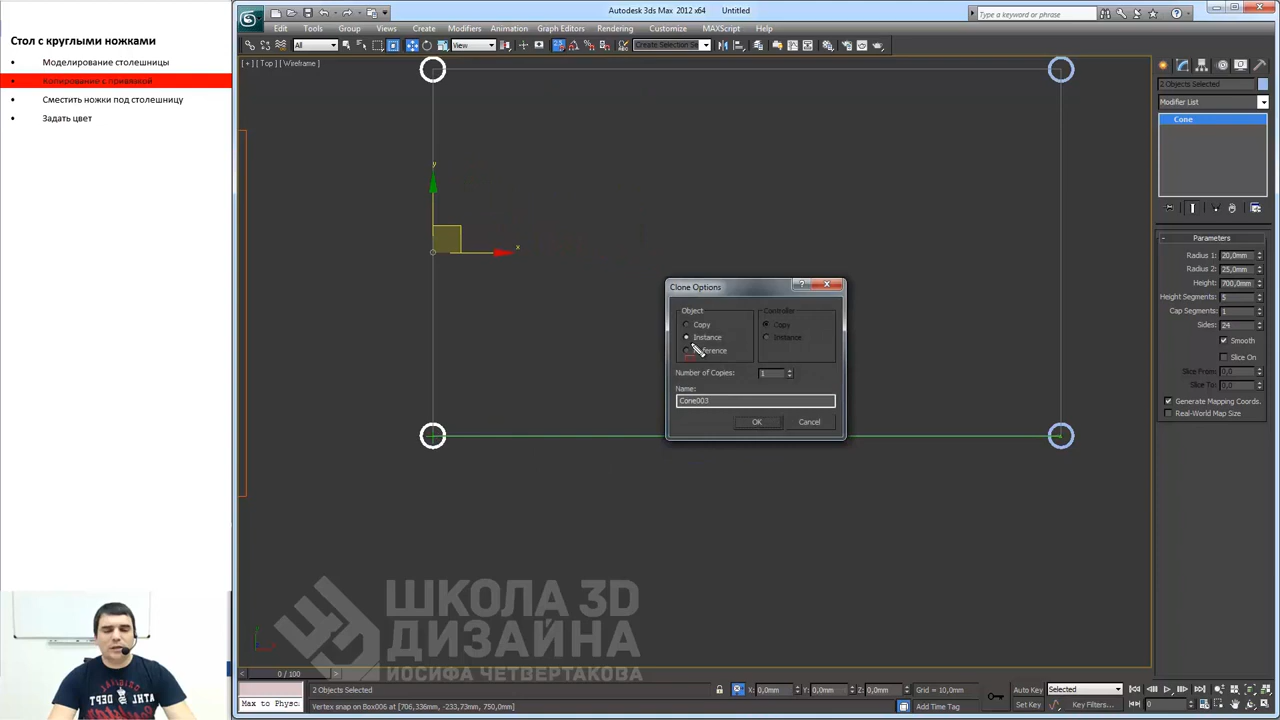 Стол с круглыми ножками
• Моделирование столешницы
• Копирование с привязкой
• Сместить ножки под столешницу
• Задать цвет
Autodesk 3ds Max 2012 x64 Untitled
Type a keyword or phrase
Edit Tools Group Views Create Modifiers Animation Graph Editors Rendering Customize MAXScript Help
All View Create Selection Se
[ + ] [ Top ] [ Wireframe ]
2 Objects Selected
Modifier List
Cone
Parameters
Radius 1: 20,0mm
Radius 2: 25,0mm
Height: 700,0mm
Height Segments: 5
Cap Segments: 1
Sides: 24
Smooth
Slice On
Slice From: 0,0
Slice To: 0,0
Generate Mapping Coords.
Real-World Map Size
y
x
Clone Options
Object
Copy
Instance
Controller
Copy
Instance
Number of Copies: 1
Name:
Cone003
OK Cancel
ШКОЛА 3D
ДИЗАЙНА
ИОСИФА ЧЕТВЕРТАКОВА
0 / 100
2 Objects Selected X: 0,0mm Y: 0,0mm Z: 0,0mm Grid = 10,0mm Auto Key Selected
Max to Physc. Vertex snap on Box006 at [706,336mm, -233,73mm, 750,0mm] Add Time Tag Set Key Key Filters... 0